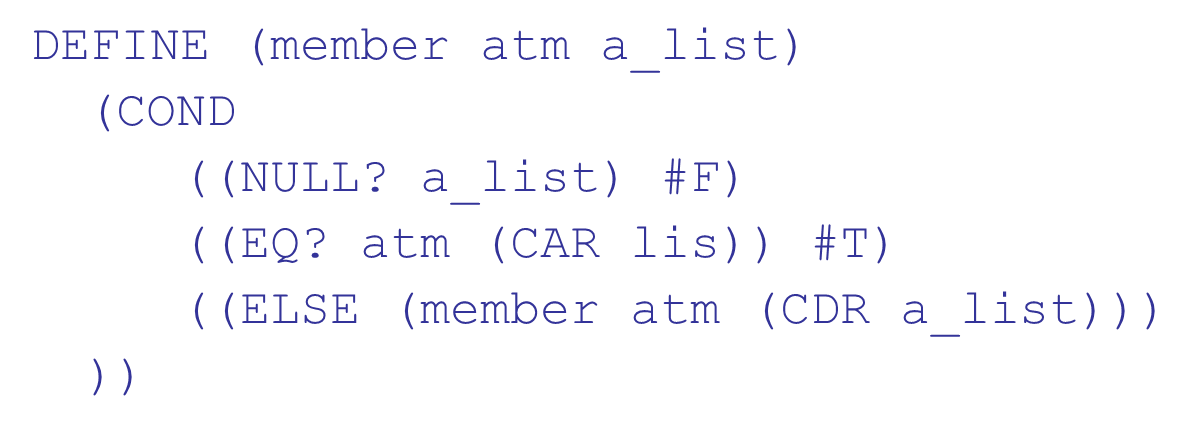 DEFINE (member atm a_list)
(COND
((NULL? a_list) #F)
((EQ? atm (CAR lis)) #T)
((ELSE (member atm (CDR a_list)))
))